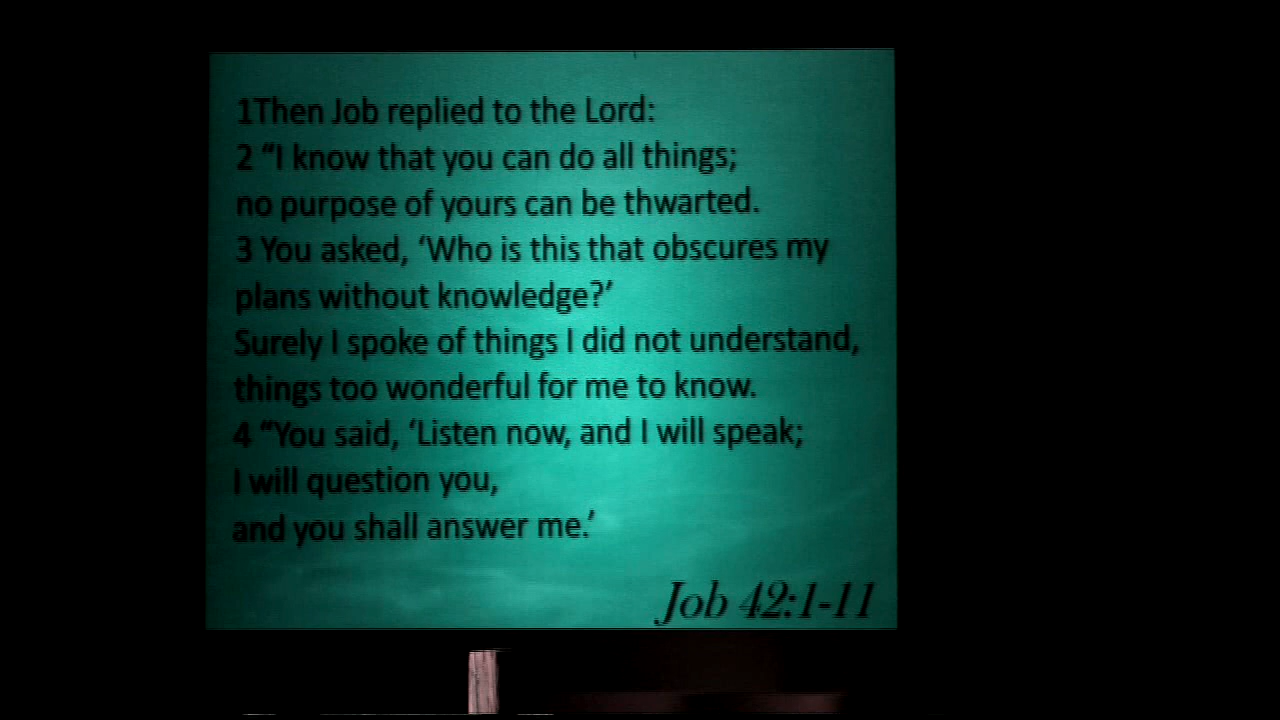 1Then Job replied to the Lord:
2 “I know that you can do all things;
no purpose of yours can be thwarted.
3 You asked, ‘Who is this that obscures my
plans without knowledge?’
Surely I spoke of things I did not understand,
things too wonderful for me to know.
4 “You said, ‘Listen now, and I will speak;
I will question you,
and you shall answer me.’
Job 42:1-11